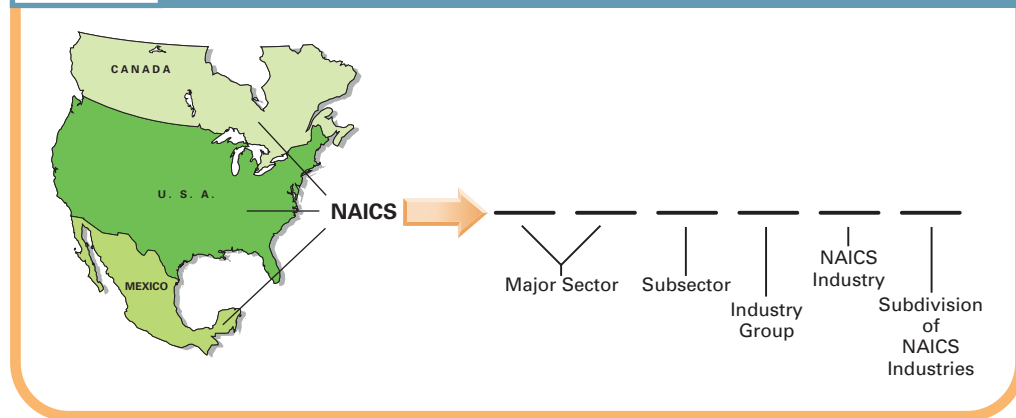 CANADA
U. S. A.
MEXICO
NAICS
Major Sector
Subsector
Industry
Group
NAICS
Industry
Subdivision
of
NAICS
Industries